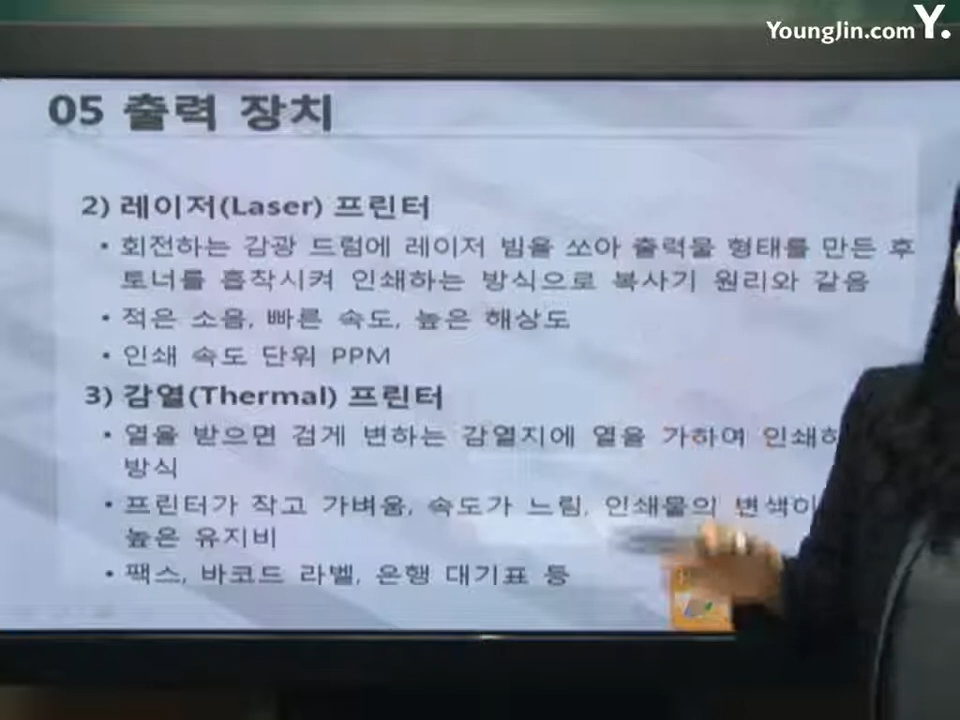 YoungJin.com Y.
05 출력 장치
2) 레이저(Laser) 프린터
• 회전하는 감광 드럼에 레이저 빔을 쏘아 출력물 형태를 만든 후
토너를 흡착시켜 인쇄하는 방식으로 복사기 원리와 같음
• 적은 소음, 빠른 속도, 높은 해상도
• 인쇄 속도 단위 PPM
3) 감열(Thermal) 프린터
• 열을 받으면 검게 변하는 감열지에 열을 가하여 인쇄하
방식
• 프린터가 작고 가벼움, 속도가 느림, 인쇄물의 변색이
높은 유지비
• 팩스, 바코드 라벨, 은행 대기표 등